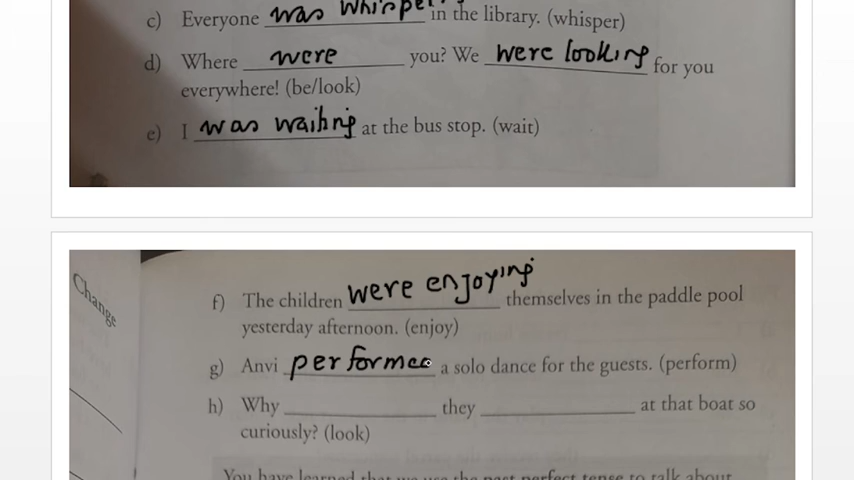 c) Everyone was whisper in the library. (whisper)
d) Where were you? We were looking for you
everywhere! (be/look)
e) I was waiting at the bus stop. (wait)
Change
f) The children were enjoying themselves in the paddle pool
yesterday afternoon. (enjoy)
g) Anvi performed a solo dance for the guests. (perform)
h) Why ____________ they ____________ at that boat so
curiously? (look)
You have learned that we use the past perfect tense to talk about